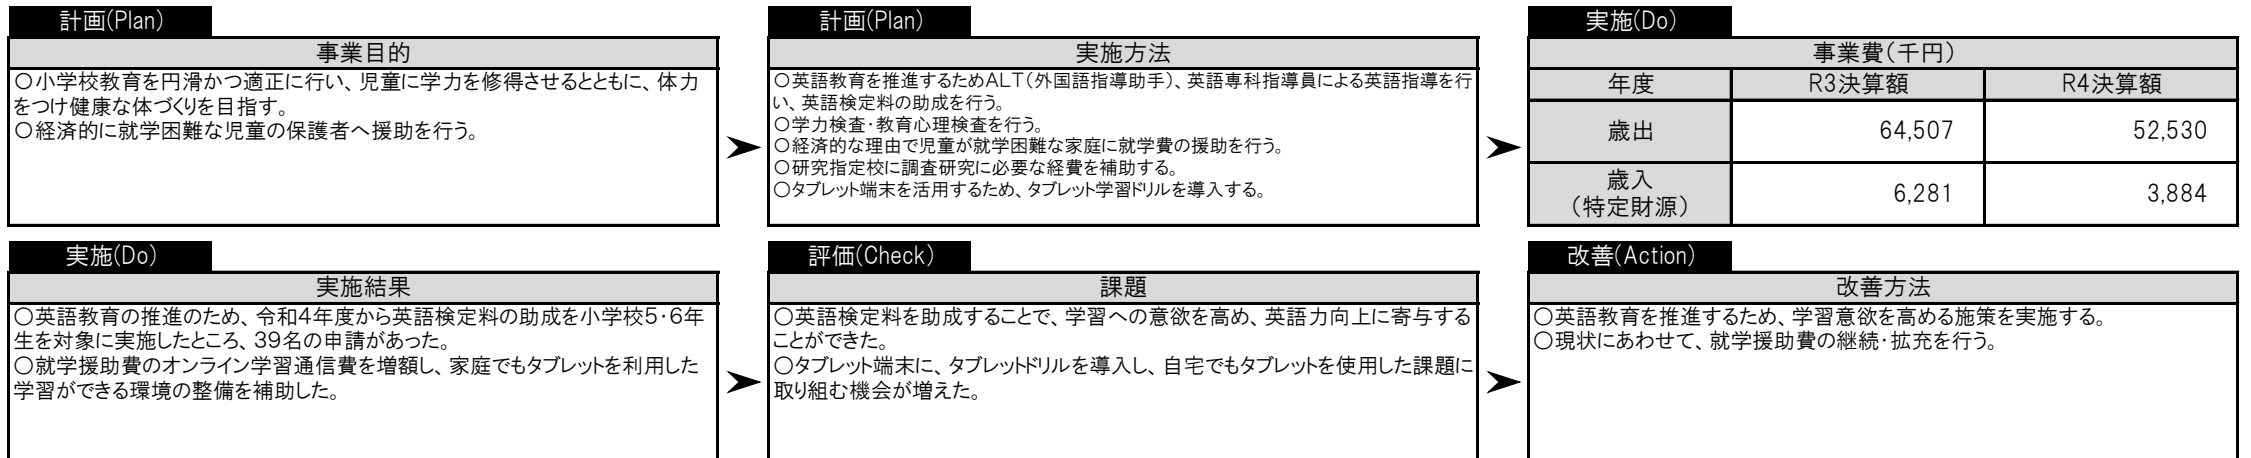 計画(Plan)
事業目的
○小学校教育を円滑かつ適正に行い、児童に学力を修得させるとともに、体力
をつけ健康な体づくりを目指す。
○経済的に就学困難な児童の保護者へ援助を行う。
計画(Plan)
実施方法
○英語教育を推進するためALT(外国語指導助手)、英語専科指導員による英語指導を行
い、英語検定料の助成を行う。
○学力検査・教育心理検査を行う。
○経済的な理由で児童が就学困難な家庭に就学費の援助を行う。
○研究指定校に調査研究に必要な経費を補助する。
○タブレット端末を活用するため、タブレット学習ドリルを導入する。
実施(Do)
事業費(千円)
年度 R3決算額 R4決算額
歳出 64,507 52,530
歳入
(特定財源) 6,281 3,884
実施(Do)
実施結果
○英語教育の推進のため、令和4年度から英語検定料の助成を小学校5・6年
生を対象に実施したところ、39名の申請があった。
○就学援助費のオンライン学習通信費を増額し、家庭でもタブレットを利用した
学習ができる環境の整備を補助した。
評価(Check)
課題
○英語検定料を助成することで、学習への意欲を高め、英語力向上に寄与する
ことができた。
○タブレット端末に、タブレットドリルを導入し、自宅でもタブレットを使用した課題に
取り組む機会が増えた。
改善(Action)
改善方法
○英語教育を推進するため、学習意欲を高める施策を実施する。
○現状にあわせて、就学援助費の継続・拡充を行う。